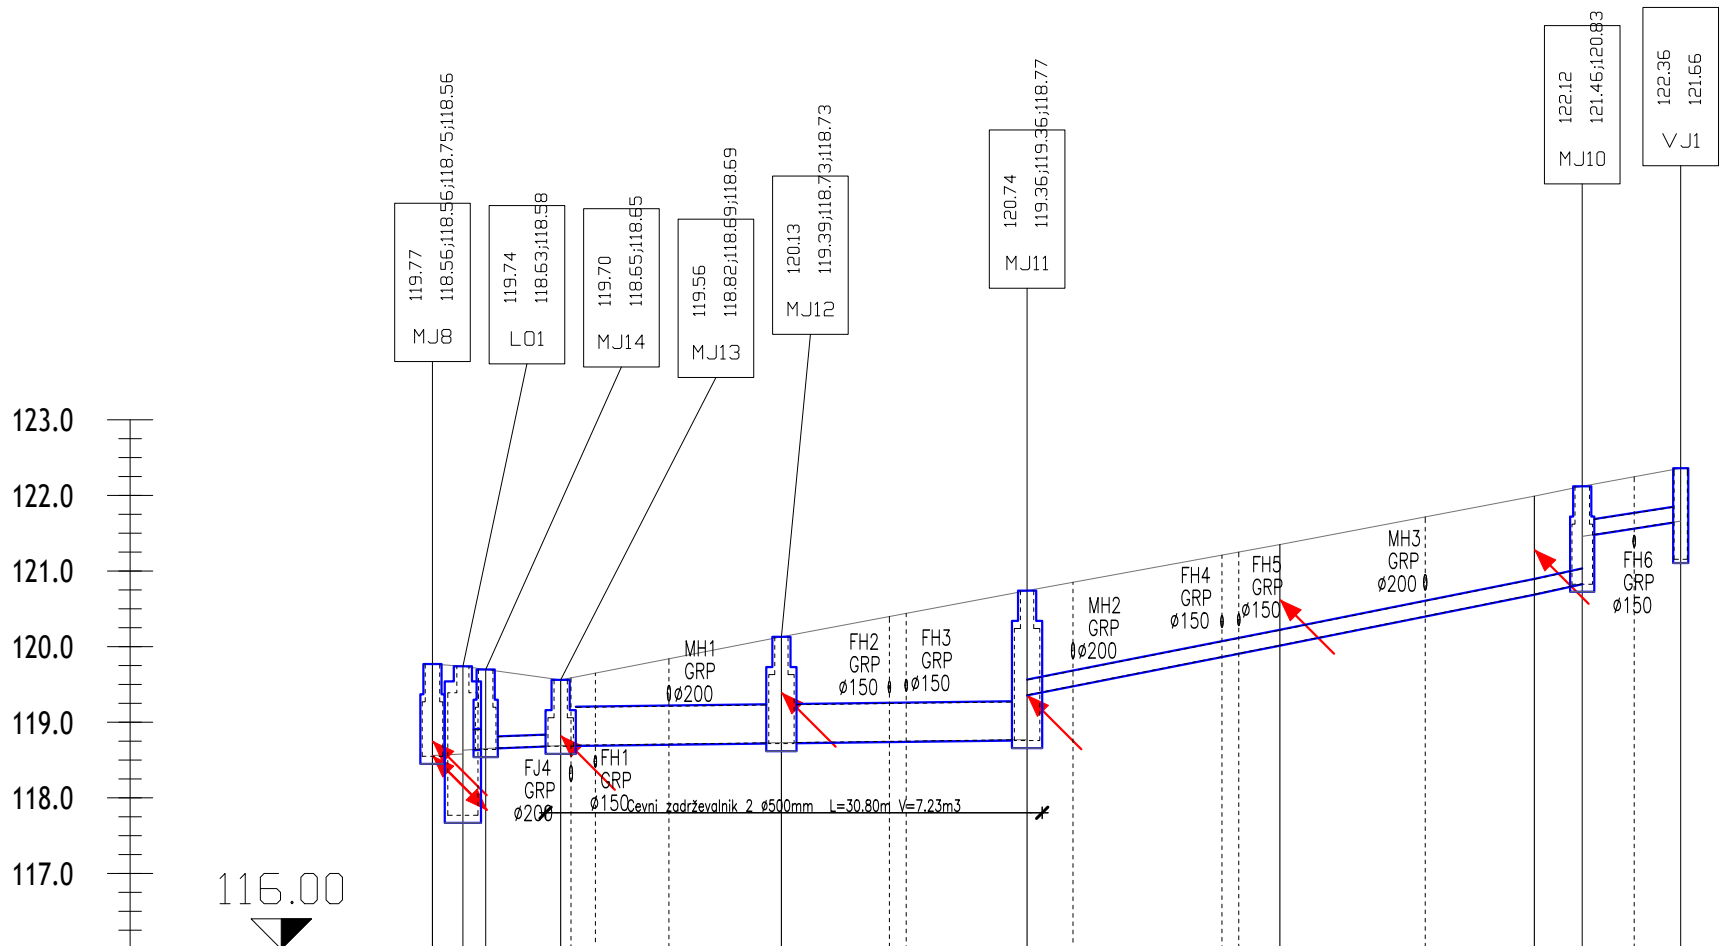 119.77
118.56;118.56;118.75;118.56
MJ8
119.74
118.63;118.58
LO1
119.70
118.65;118.65
MJ14
119.56
118.82;118.69;118.69
MJ13
120.13
119.39;118.73;118.73
MJ12
120.74
119.36;119.36;118.77
MJ11
122.12
121.46;120.83
MJ10
122.36
121.66
VJ1
123.0
122.0
121.0
120.0
119.0
118.0
117.0
116.00
FJ4
GRP
ø200
FH1
GRP
ø150
MH1
GRP
ø200
FH2
GRP
ø150
FH3
GRP
ø150
MH2
GRP
ø200
FH4
GRP
ø150
FH5
GRP
ø150
MH3
GRP
ø200
FH6
GRP
ø150
Cevni zadrževalnik 2 ø500mm L=30.80m V=7.23m3